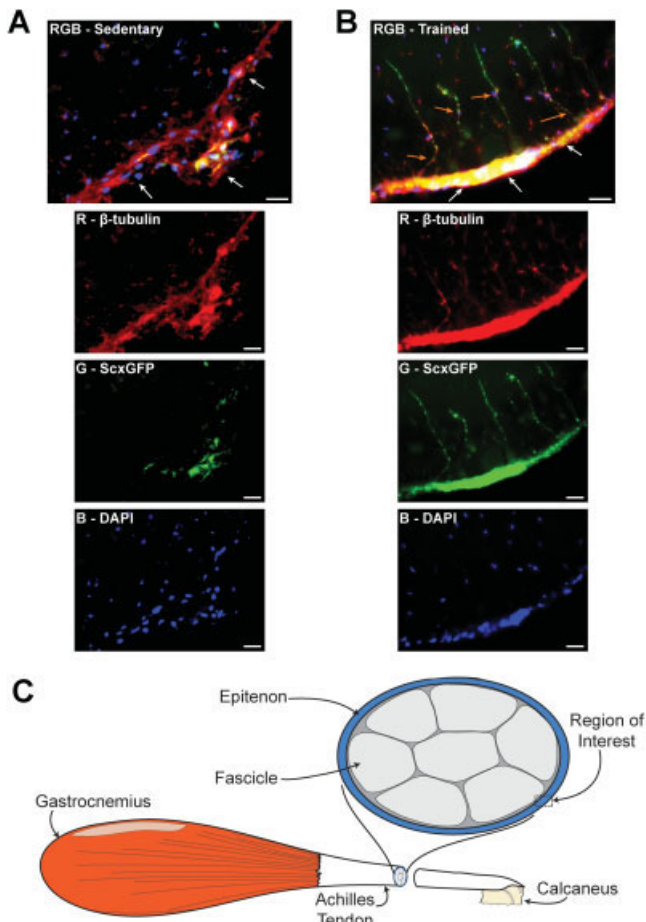 A
RGB - Sedentary
R - β-tubulin
G - ScxGFP
B - DAPI
B
RGB - Trained
R - β-tubulin
G - ScxGFP
B - DAPI
C
Epitenon
Fascicle
Region of
Interest
Gastrocnemius
Achilles
Tendon
Calcaneus